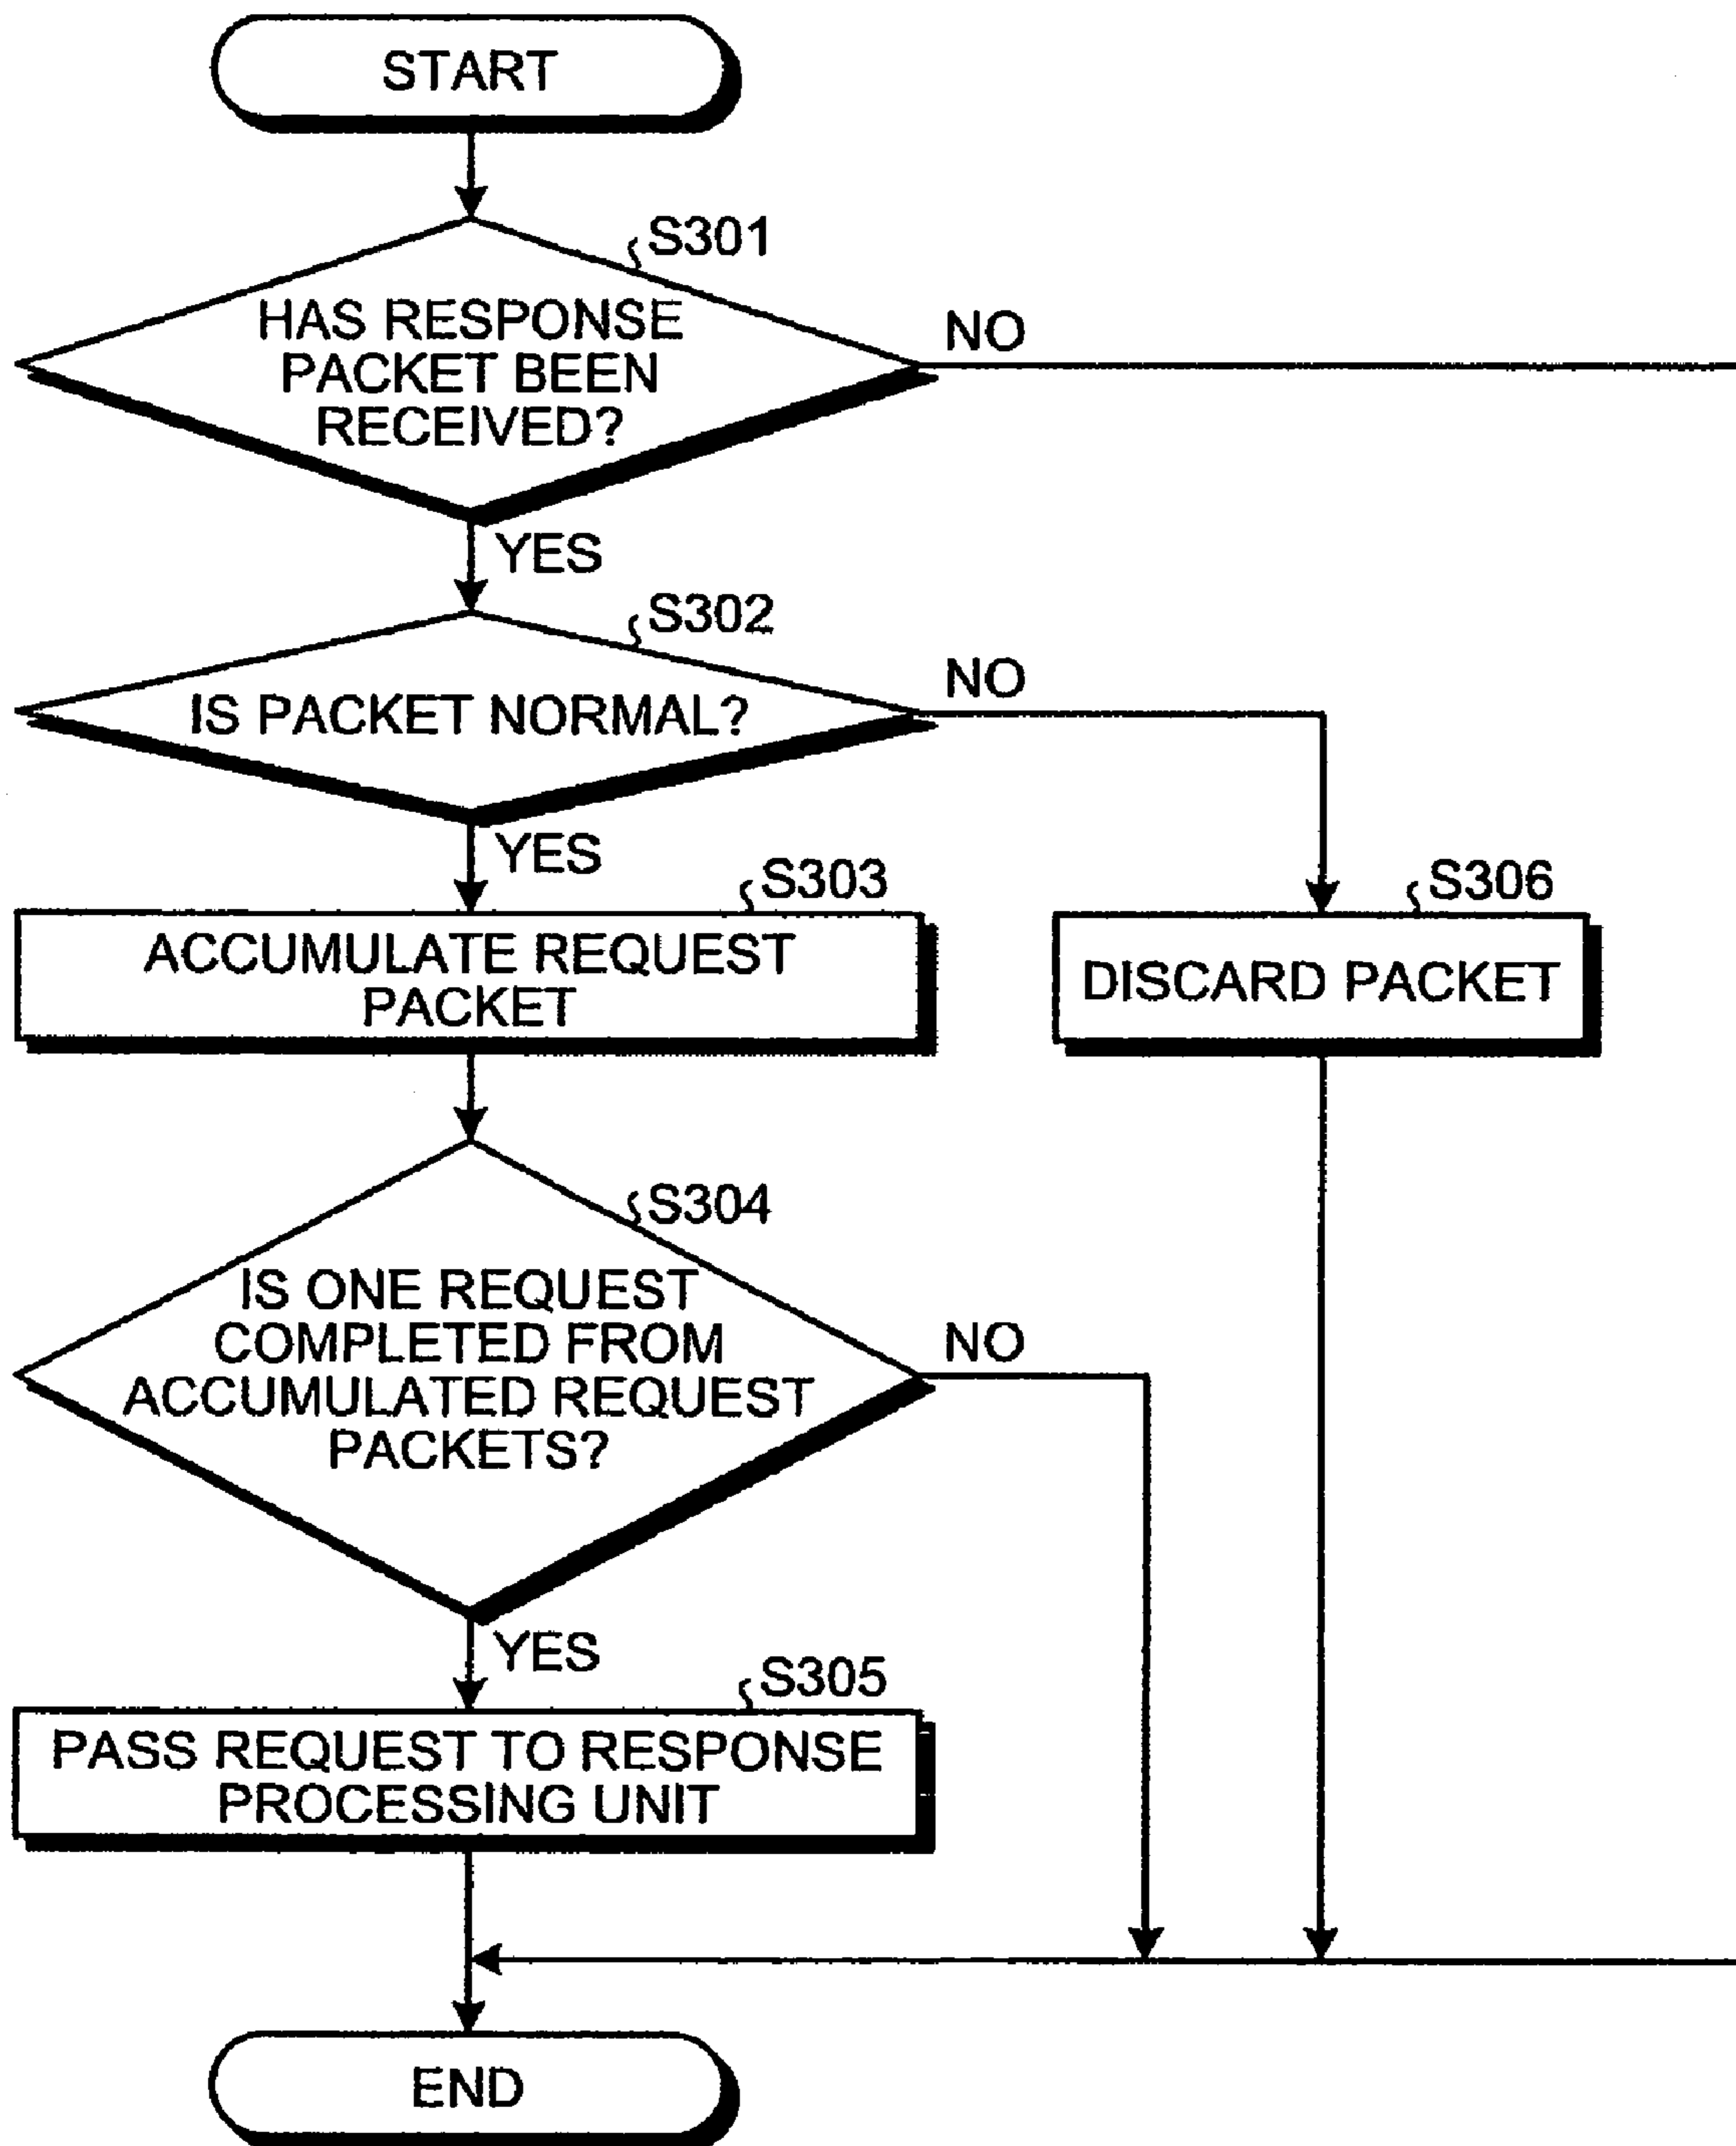 START
S301
HAS RESPONSE
PACKET BEEN
RECEIVED?
NO
YES
S302
IS PACKET NORMAL?
NO
YES
S303
ACCUMULATE REQUEST
PACKET
S306
DISCARD PACKET
S304
IS ONE REQUEST
COMPLETED FROM
ACCUMULATED REQUEST
PACKETS?
NO
YES
S305
PASS REQUEST TO RESPONSE
PROCESSING UNIT
END